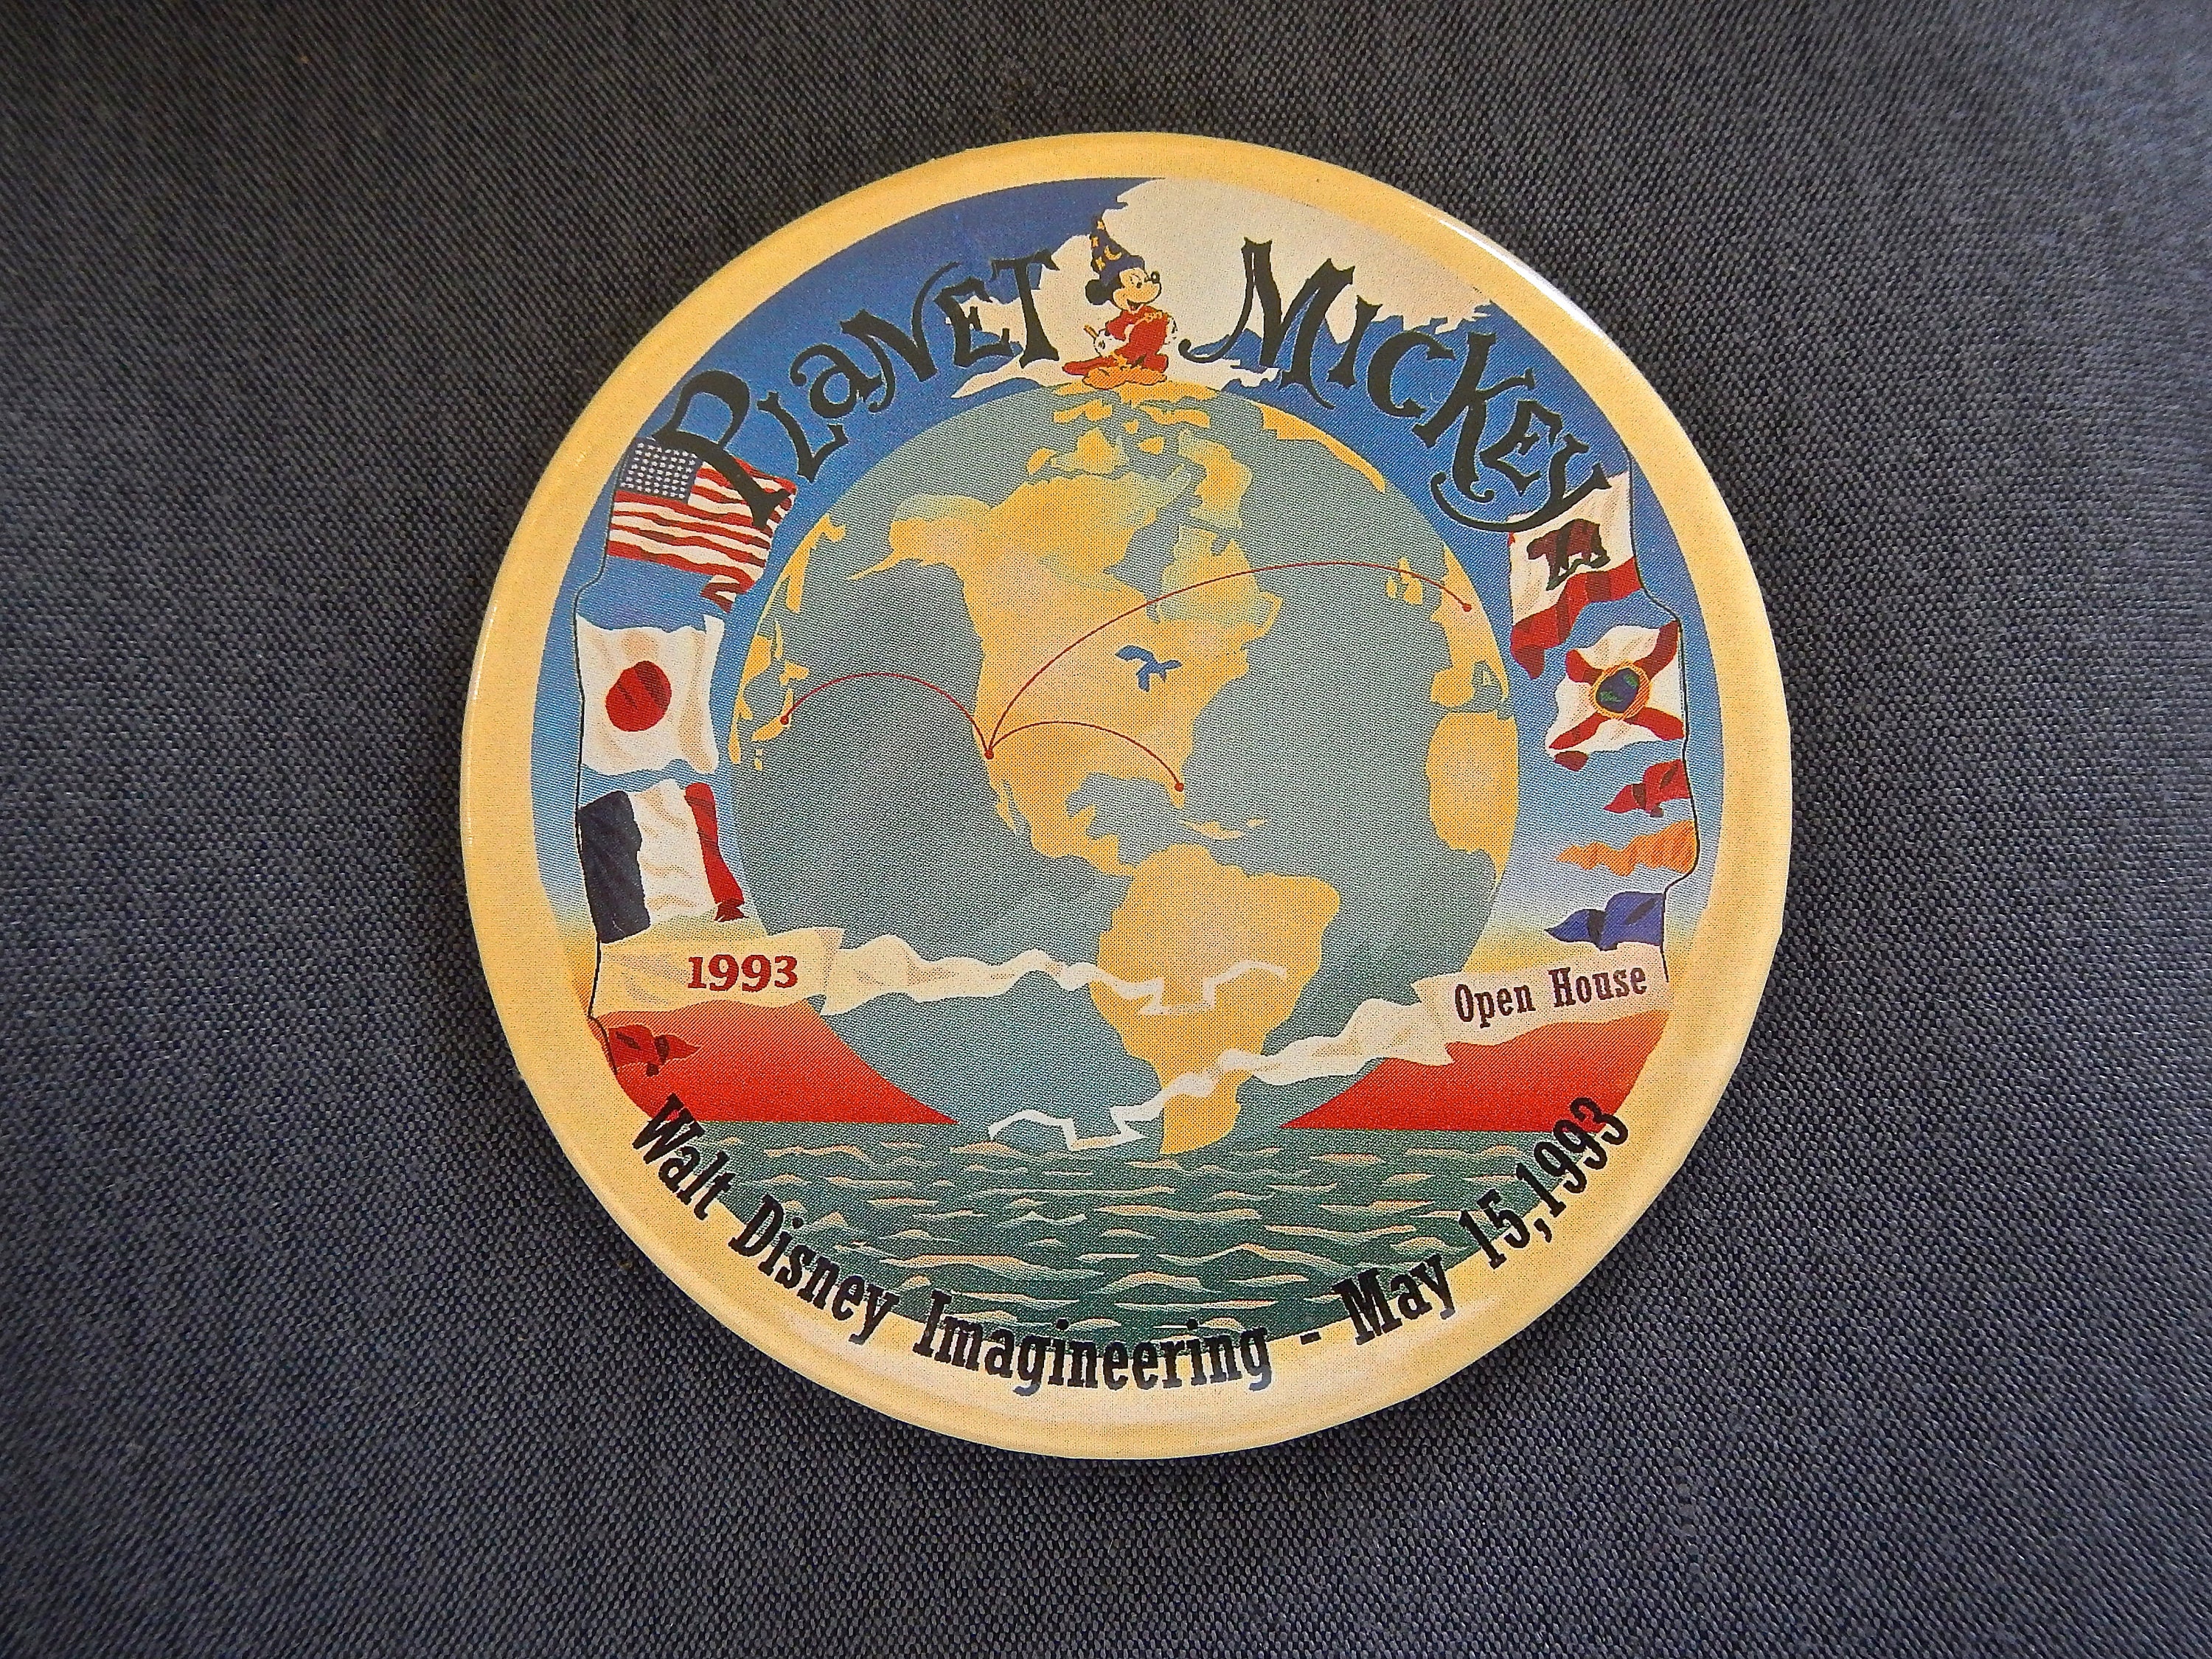 PLaNET MicKEy
1993
Open House
Walt Disney Imagineering - May 15,1993